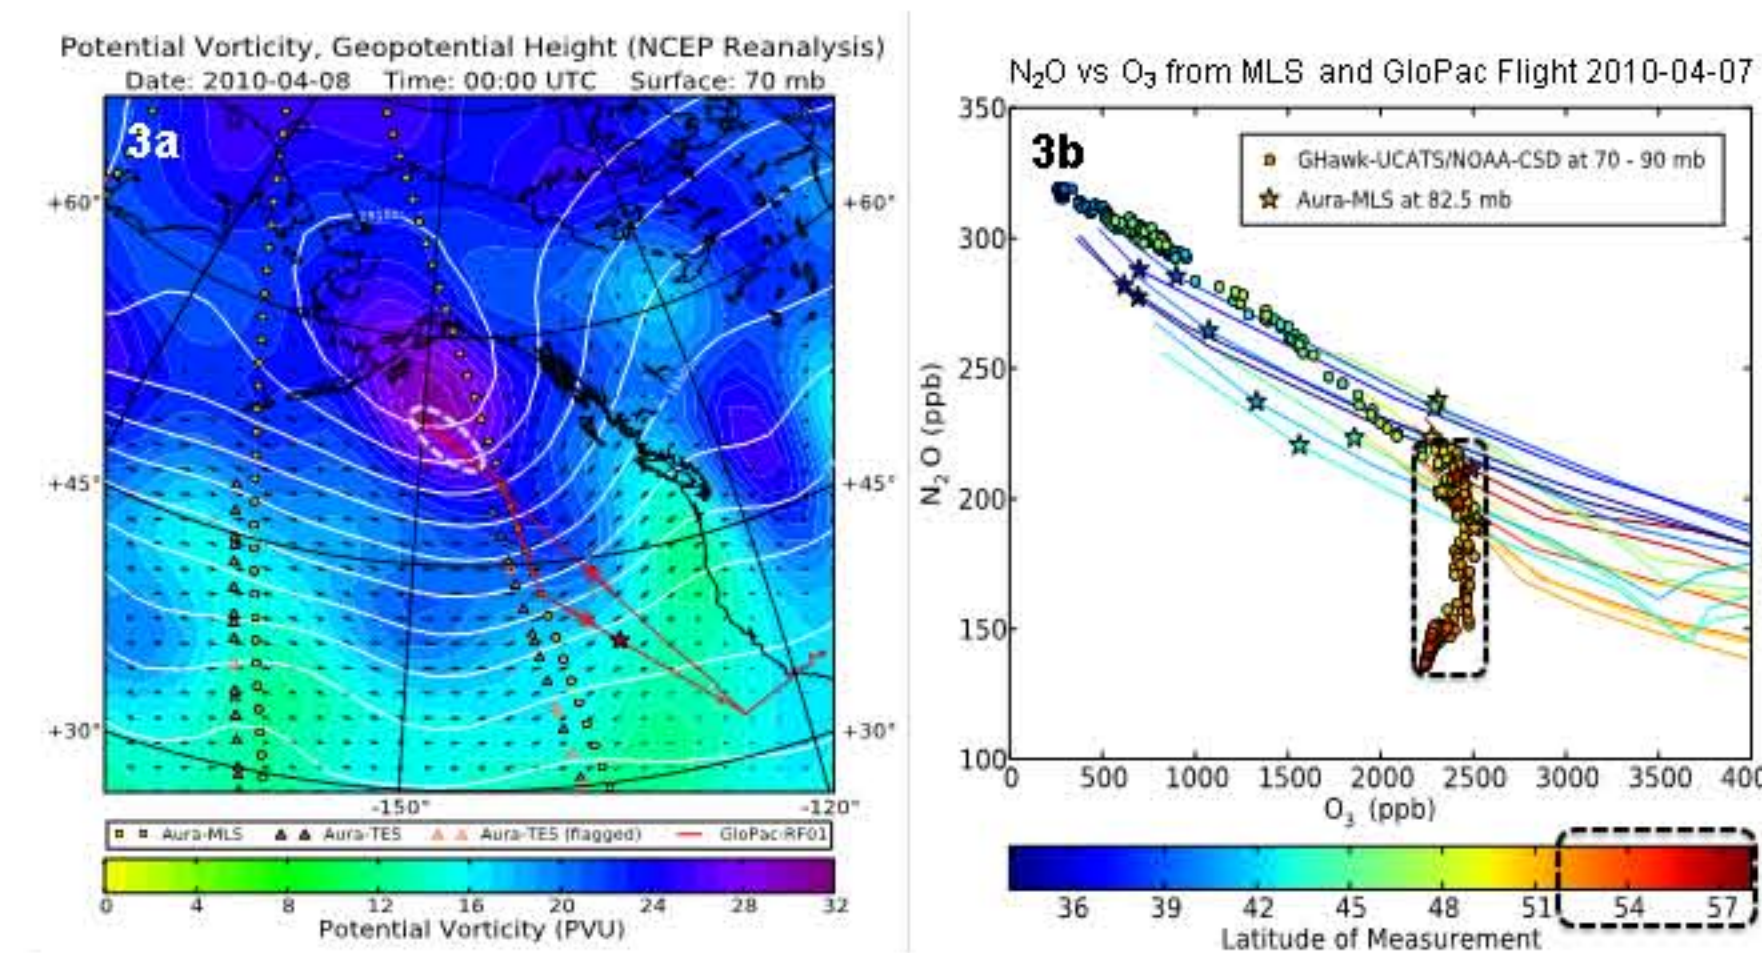 Potential Vorticity, Geopotential Height (NCEP Reanalysis)
Date: 2010-04-08 Time: 00:00 UTC Surface: 70 mb
3a
+60°
+60°
+45°
+45°
+30°
+30°
-150°
-120°
Aura-MLS Aura-TES Aura-TES (flagged) GloPac-RF01
0 4 8 12 16 20 24 28 32
Potential Vorticity (PVU)
N₂O vs O₃ from MLS and GloPac Flight 2010-04-07
3b
GHawk-UCATS/NOAA-CSD at 70 - 90 mb
Aura-MLS at 82.5 mb
350
300
250
200
150
100
N₂O (ppb)
0 500 1000 1500 2000 2500 3000 3500 400
O₃ (ppb)
36 39 42 45 48 51 54 57
Latitude of Measurement